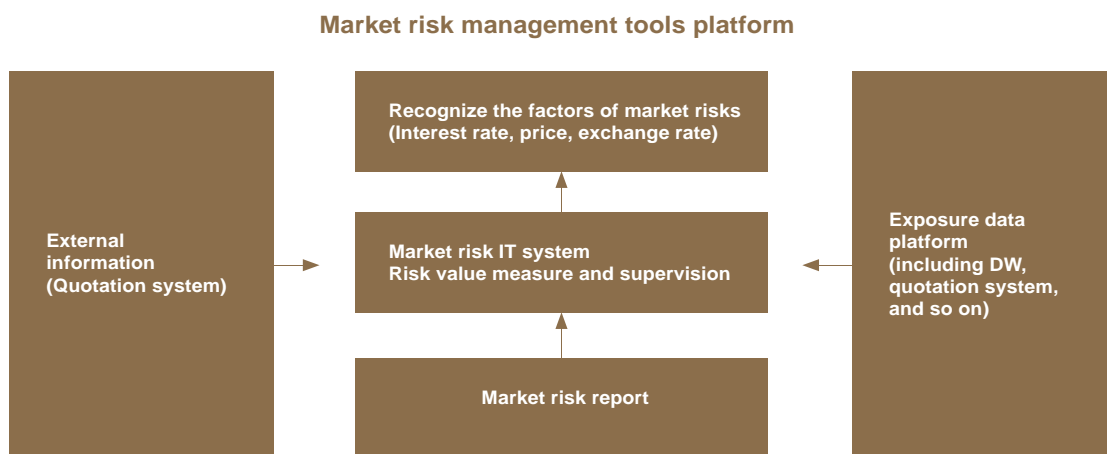 Market risk management tools platform
Recognize the factors of market risks
(Interest rate, price, exchange rate)
External
information
(Quotation system)
Market risk IT system
Risk value measure and supervision
Exposure data
platform
(including DW,
quotation system,
and so on)
Market risk report